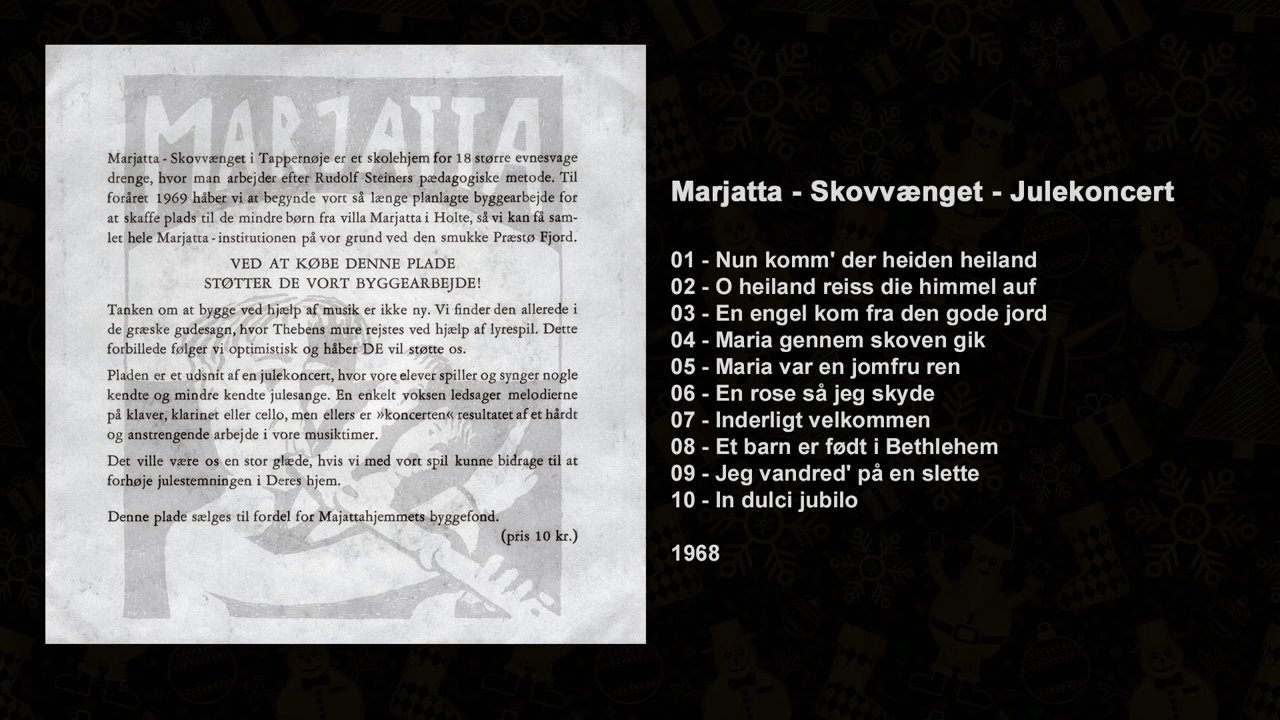 MARJATTA
Marjatta - Skovvænget i Tappernøje er et skolehjem for 18 større evnesvage
drenge, hvor man arbejder efter Rudolf Steiners pædagogiske metode. Til
foråret 1969 håber vi at begynde vort så længe planlagte byggearbejde for
at skaffe plads til de mindre børn fra villa Marjatta i Holte, så vi kan få sam-
let hele Marjatta - institutionen på vor grund ved den smukke Præstø Fjord.
VED AT KØBE DENNE PLADE
STØTTER DE VORT BYGGEARBEJDE!
Tanken om at bygge ved hjælp af musik er ikke ny. Vi finder den allerede i
de græske gudesagn, hvor Thebens mure rejstes ved hjælp af lyrespil. Dette
forbillede følger vi optimistisk og håber DE vil støtte os.
Pladen er et udsnit af en julekoncert, hvor vore elever spiller og synger nogle
kendte og mindre kendte julesange. En enkelt voksen ledsager melodierne
på klaver, klarinet eller cello, men ellers er »koncerten« resultatet af et hårdt
og anstrengende arbejde i vore musiktimer.
Det ville være os en stor glæde, hvis vi med vort spil kunne bidrage til at
forhøje julestemningen i Deres hjem.
Denne plade sælges til fordel for Majattahjemmets byggefond.
(pris 10 kr.)
Marjatta - Skovvænget - Julekoncert
01 - Nun komm' der heiden heiland
02 - O heiland reiss die himmel auf
03 - En engel kom fra den gode jord
04 - Maria gennem skoven gik
05 - Maria var en jomfru ren
06 - En rose så jeg skyde
07 - Inderligt velkommen
08 - Et barn er født i Bethlehem
09 - Jeg vandred' på en slette
10 - In dulci jubilo
1968